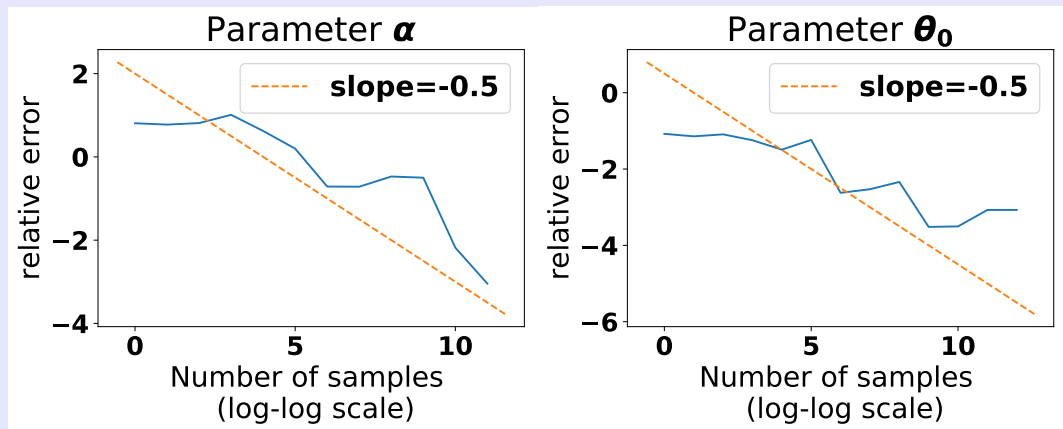 Parameter α
2
0
−2
−4
relative error
slope=-0.5
0 5 10
Number of samples
(log-log scale)
Parameter θ₀
0
−2
−4
−6
relative error
slope=-0.5
0 5 10
Number of samples
(log-log scale)